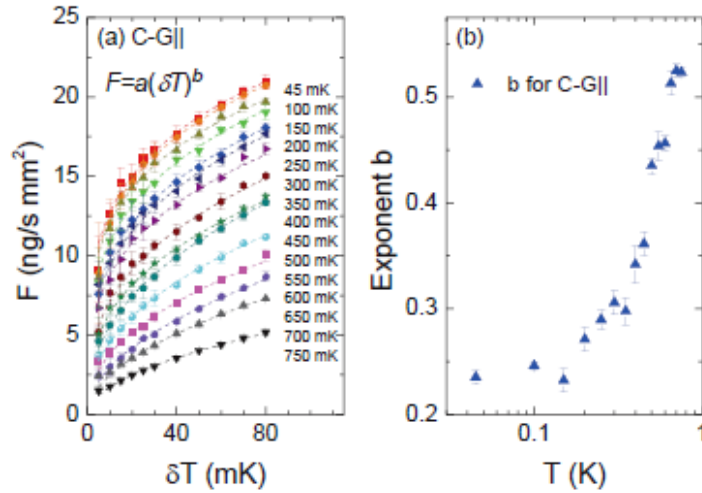 (a) C-G||
F=a(δT)^b
45 mK
100 mK
150 mK
200 mK
250 mK
300 mK
350 mK
400 mK
450 mK
500 mK
600 mK
650 mK
700 mK
750 mK
25
20
15
10
5
0
F (ng/s mm²)
0
40
80
δT (mK)
(b)
b for C-G||
0.5
0.4
0.3
0.2
Exponent b
0.1
1
T (K)